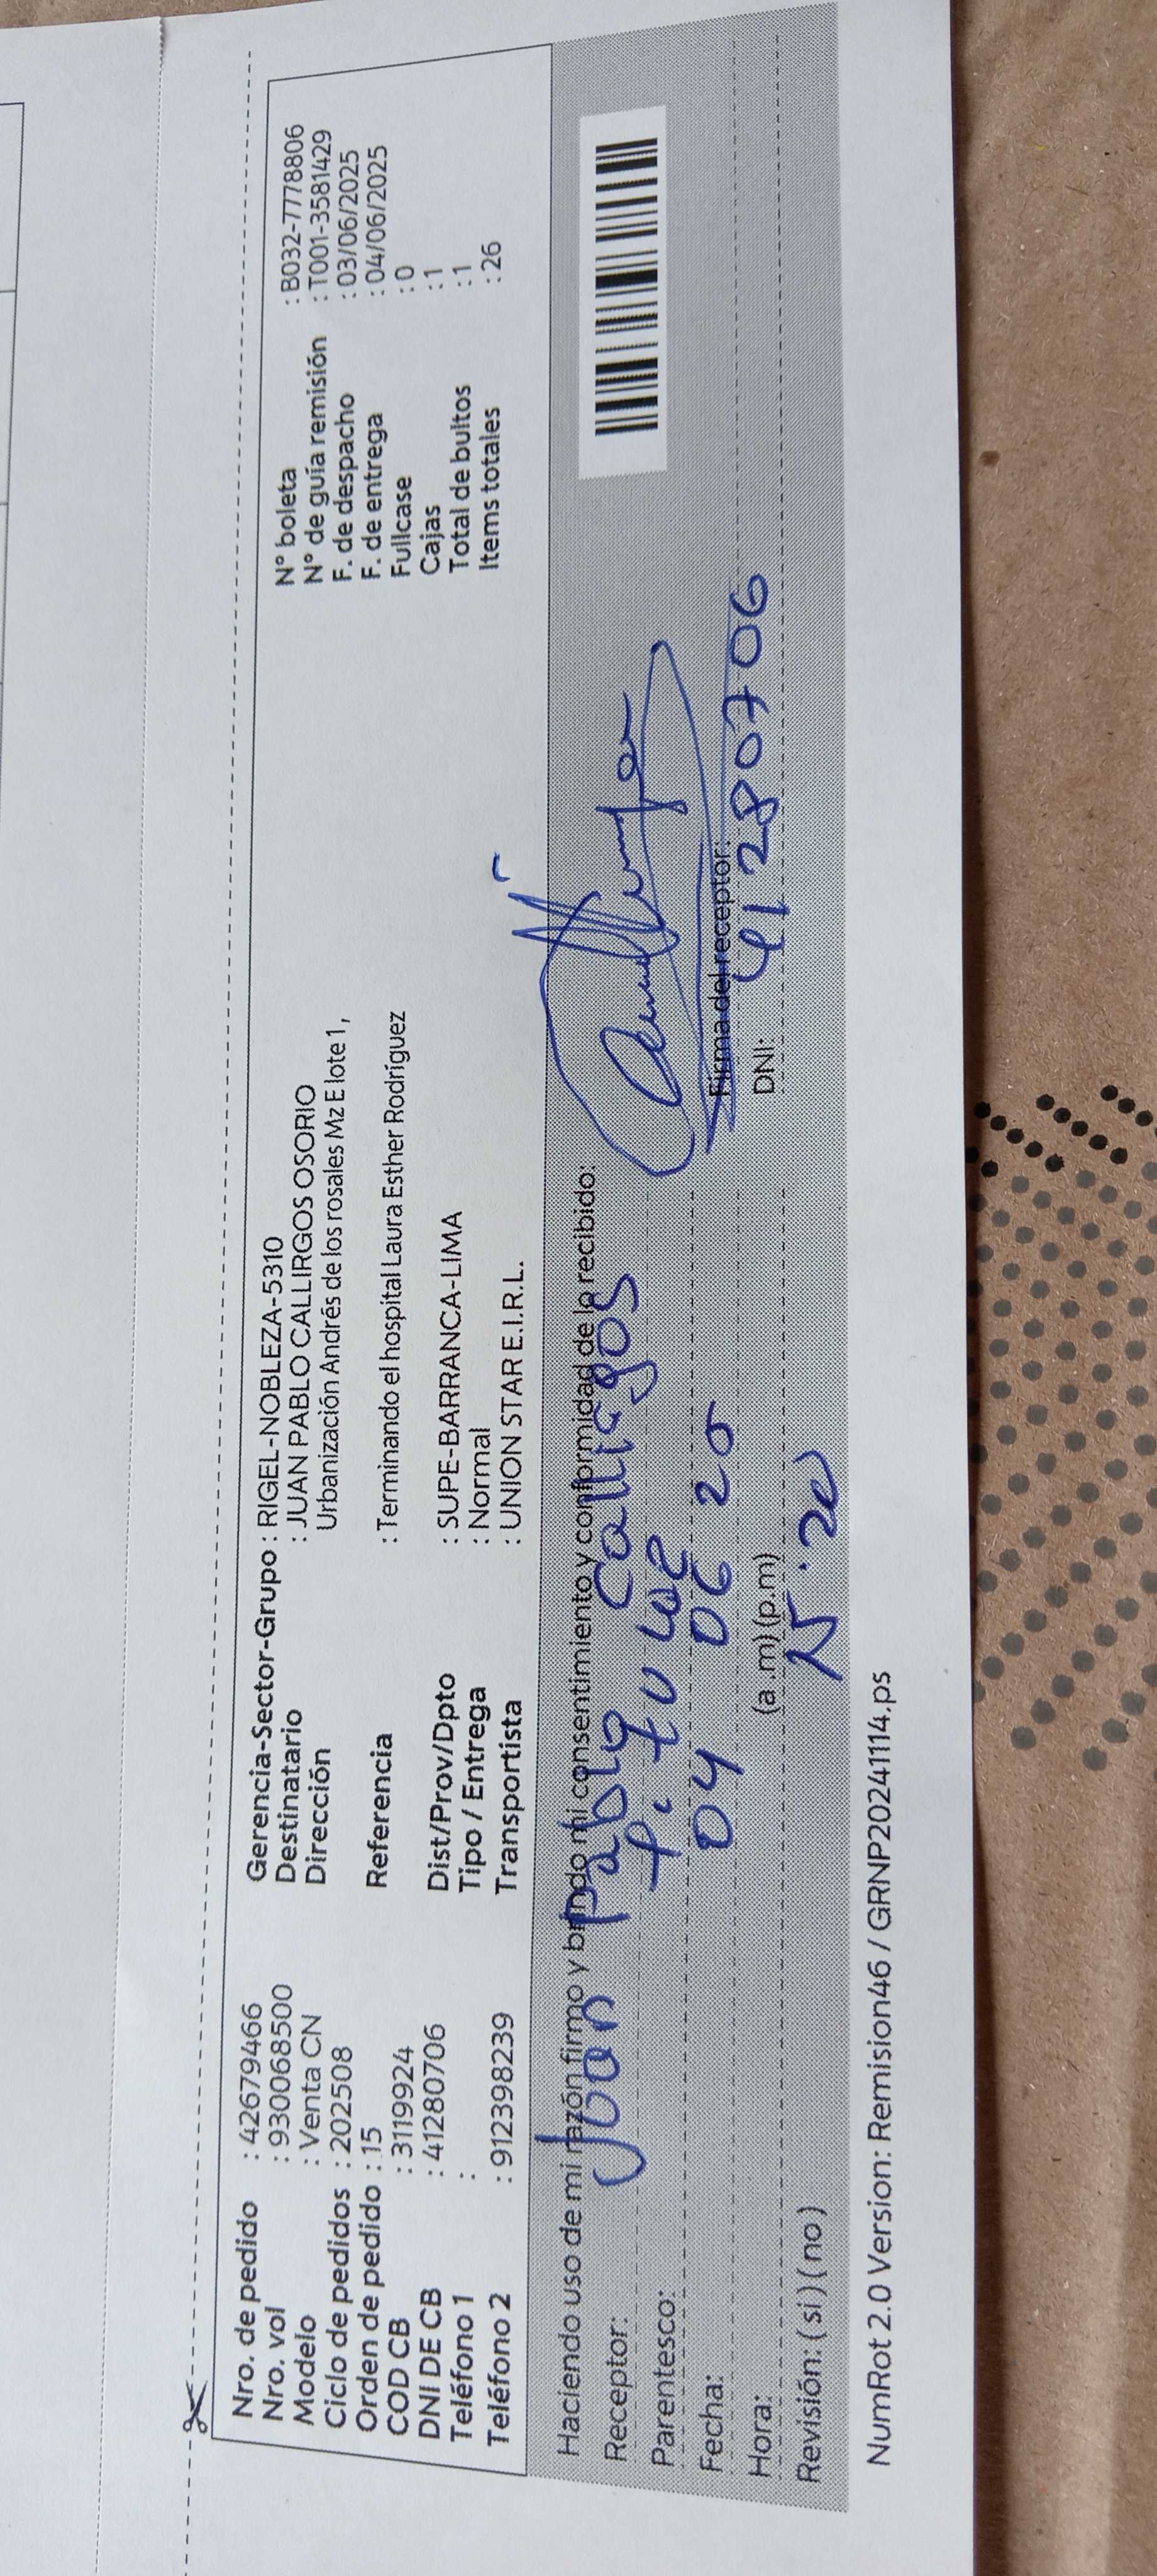 Nro. de pedido : 42679466
Nro. vol : 9300068500
Modelo : Venta CN
Ciclo de pedidos : 202508
Orden de pedido : 15
COD CB : 3119924
DNI DE CB : 41280706
Teléfono 1 :
Teléfono 2 : 912398239
Gerencia-Sector-Grupo : RIGEL-NOBLEZA-5310
Destinatario : JUAN PABLO CALLIRGOS OSORIO
Dirección Urbanización Andrés de los rosales Mz E lote 1,
Referencia : Terminando el hospital Laura Esther Rodríguez
Dist/Prov/Dpto : SUPE-BARRANCA-LIMA
Tipo / Entrega : Normal
Transportista : UNION STAR E.I.R.L.
N° boleta : B032-7778806
N° de guía remisión : T001-3581429
F. de despacho : 03/06/2025
F. de entrega : 04/06/2025
Fullcase : 0
Cajas : 1
Total de bultos : 1
Items totales : 26
Haciendo uso de mi razón firmo y brindo mi consentimiento y conformidad de lo recibido:
Receptor: Juan Pablo Callirgos
Parentesco: Titular
Fecha: 04 06 25
Hora: (a .m) (p.m) 15:20
Revisión: ( si ) ( no )
Firma del receptor:
DNI: 41280706
NumRot 2.0 Version: Remision46 / GRNP20241114.ps